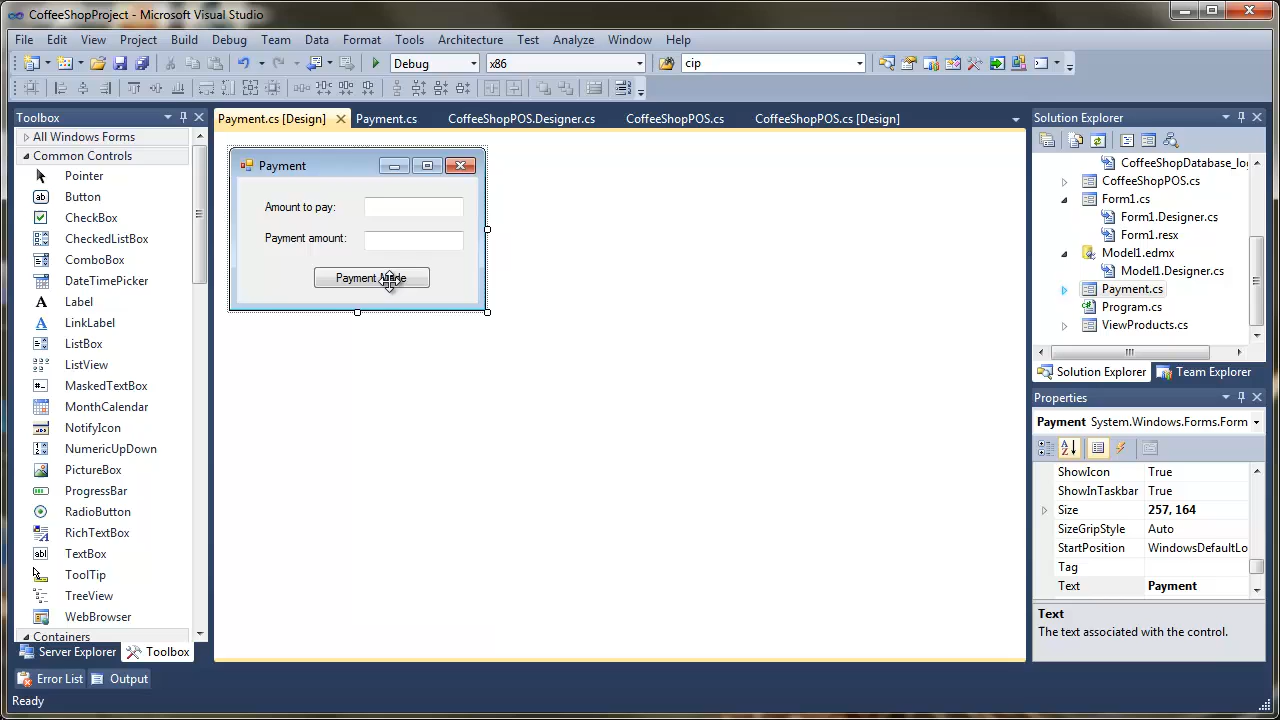 CoffeeShopProject - Microsoft Visual Studio
File Edit View Project Build Debug Team Data Format Tools Architecture Test Analyze Window Help
Debug x86 cip
Toolbox
All Windows Forms
Common Controls
Pointer
Button
CheckBox
CheckedListBox
ComboBox
DateTimePicker
Label
LinkLabel
ListBox
ListView
MaskedTextBox
MonthCalendar
NotifyIcon
NumericUpDown
PictureBox
ProgressBar
RadioButton
RichTextBox
TextBox
ToolTip
TreeView
WebBrowser
Containers
Server Explorer Toolbox
Payment.cs [Design] Payment.cs CoffeeShopPOS.Designer.cs CoffeeShopPOS.cs CoffeeShopPOS.cs [Design]
Payment
Amount to pay:
Payment amount:
Payment
Solution Explorer
CoffeeShopDatabase_log
CoffeeShopPOS.cs
Form1.cs
Form1.Designer.cs
Form1.resx
Model1.edmx
Model1.Designer.cs
Payment.cs
Program.cs
ViewProducts.cs
Solution Explorer Team Explorer
Properties
Payment System.Windows.Forms.Form
ShowIcon True
ShowInTaskbar True
Size 257, 164
SizeGripStyle Auto
StartPosition WindowsDefaultLo
Tag
Text Payment
Text
The text associated with the control.
Error List Output
Ready